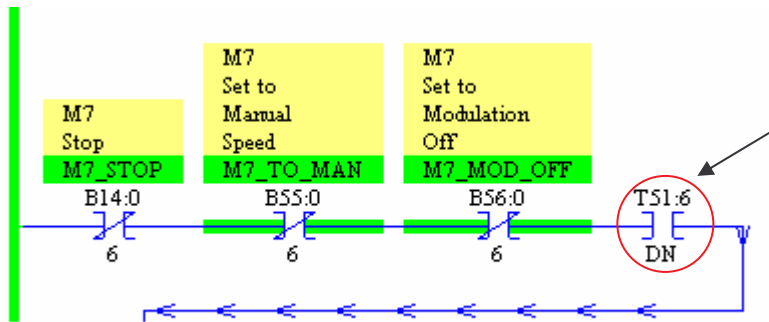 M7
Stop
M7_STOP
B14:0
6
M7
Set to
Manual
Speed
M7_TO_MAN
B55:0
6
M7
Set to
Modulation
Off
M7_MOD_OFF
B56:0
6
T51:6
DN